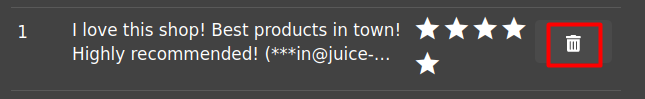 1
I love this shop! Best products in town!
Highly recommended! (***in@juice-...